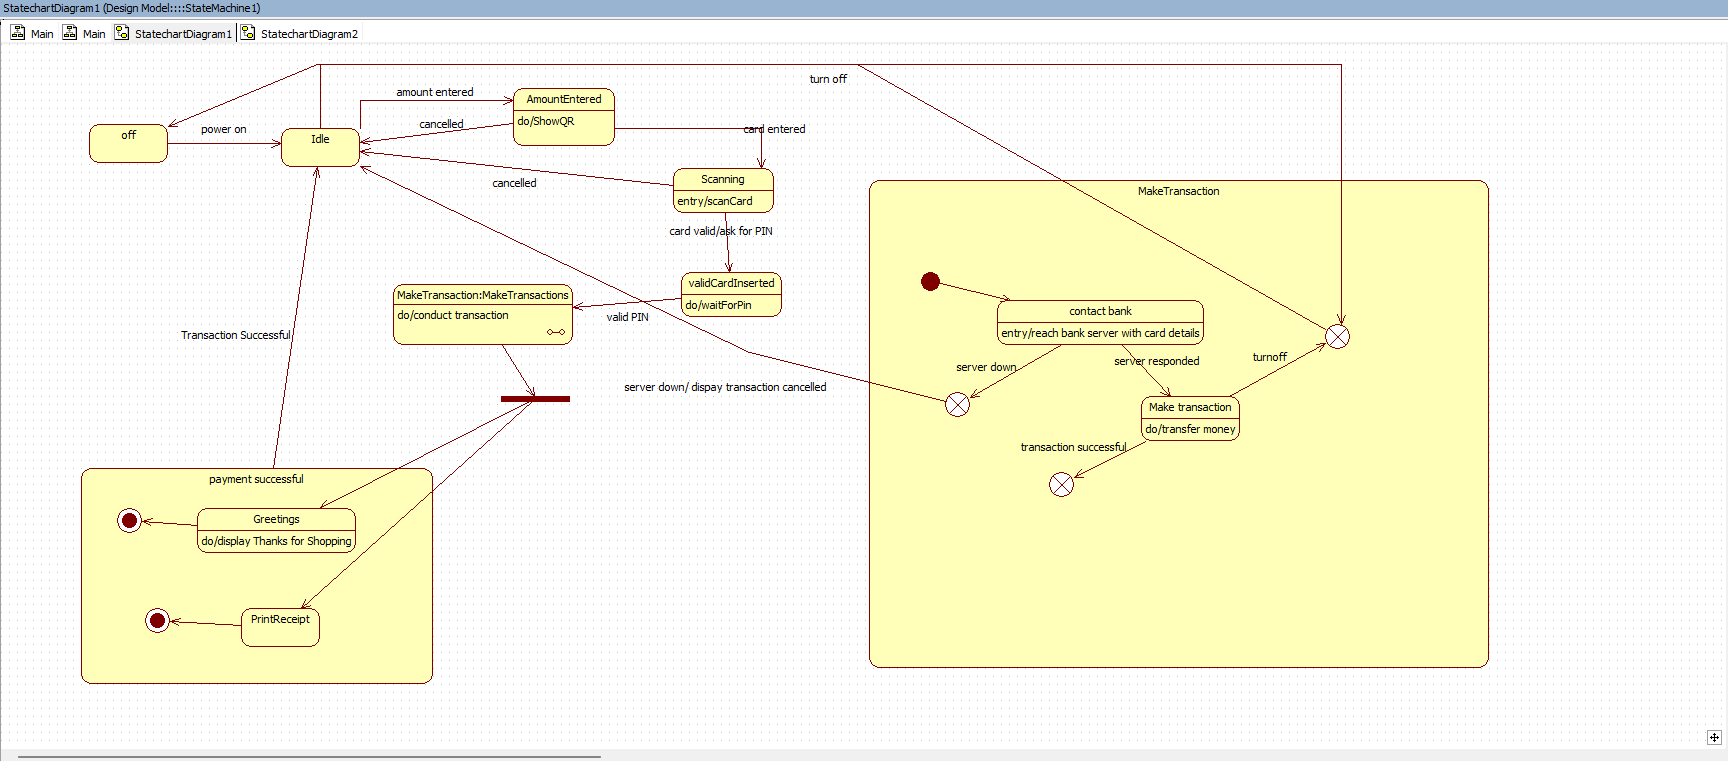 StatechartDiagram1 (Design Model::::StateMachine1)
Main
Main
StatechartDiagram1
StatechartDiagram2
turn off
amount entered
AmountEntered
do/ShowQR
off
power on
Idle
cancelled
card entered
cancelled
Scanning
entry/scanCard
MakeTransaction
card valid/ask for PIN
validCardInserted
do/waitForPin
MakeTransaction:MakeTransactions
do/conduct transaction
valid PIN
contact bank
entry/reach bank server with card details
Transaction Successful
server down
server responded
turnoff
server down/ dispay transaction cancelled
Make transaction
do/transfer money
transaction successful
payment successful
Greetings
do/display Thanks for Shopping
PrintReceipt